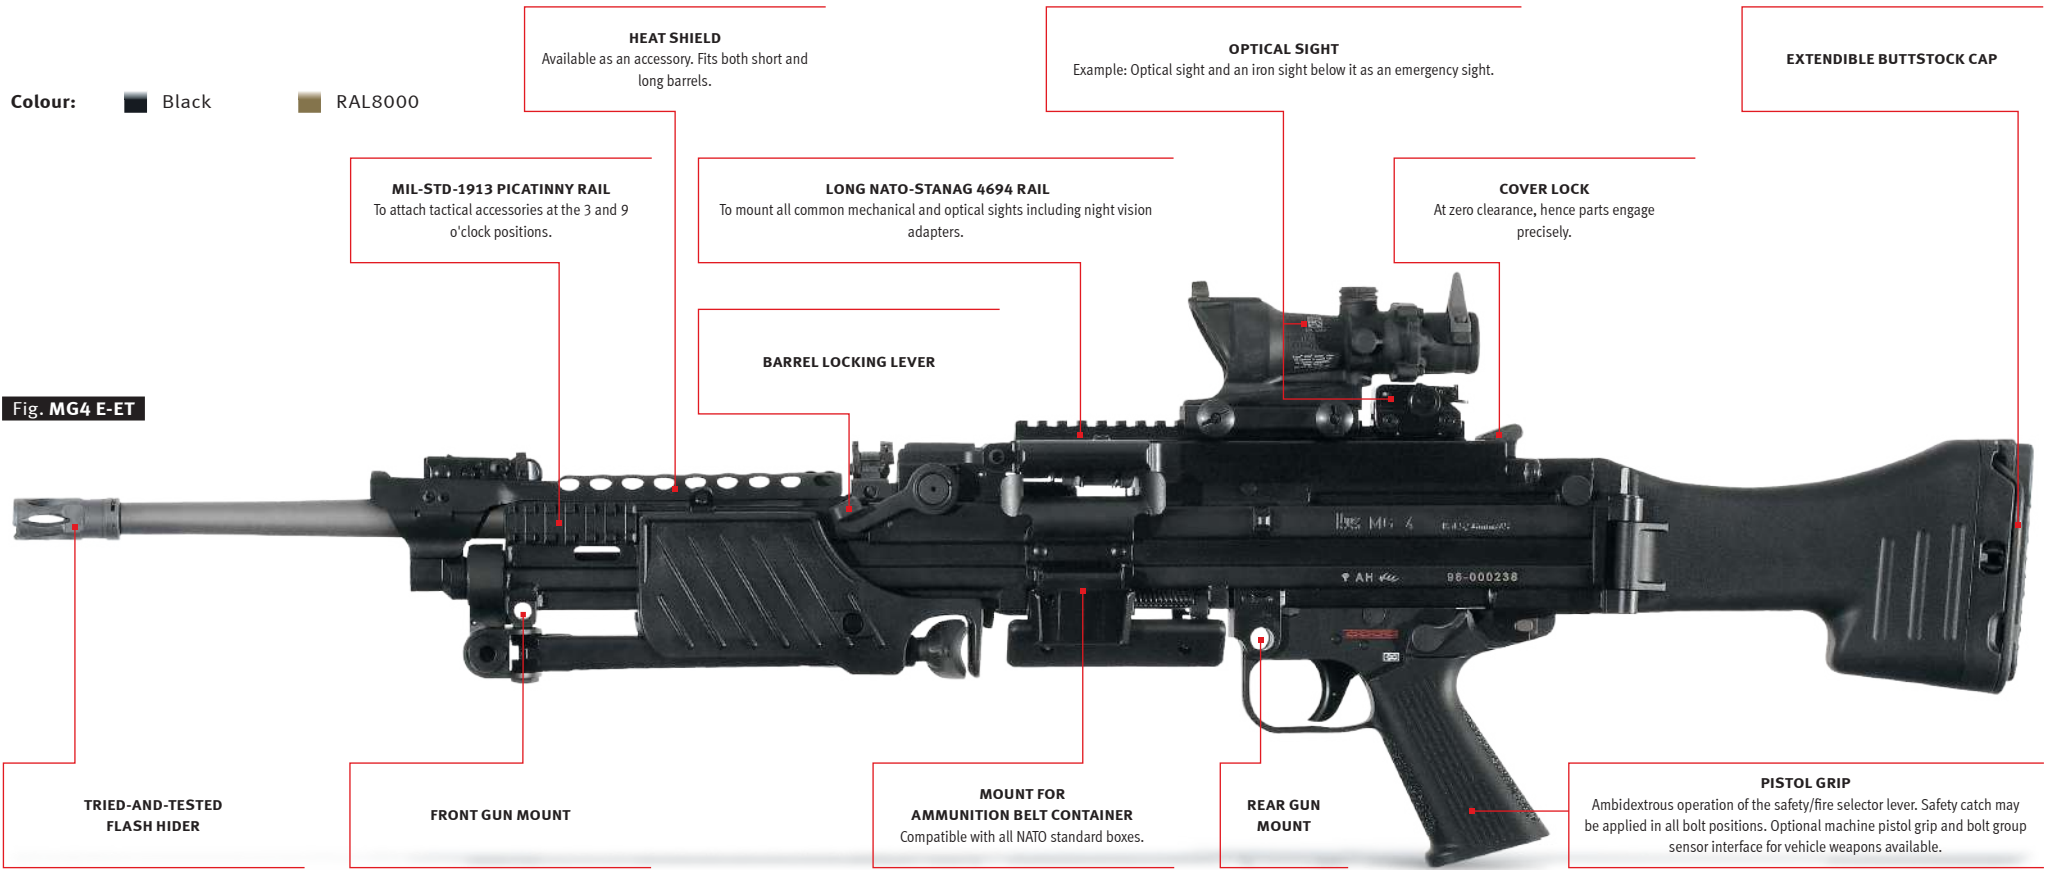 HEAT SHIELD
Available as an accessory. Fits both short and
long barrels.
OPTICAL SIGHT
Example: Optical sight and an iron sight below it as an emergency sight.
EXTENDIBLE BUTTSTOCK CAP
Colour:
Black
RAL8000
MIL-STD-1913 PICATINNY RAIL
To attach tactical accessories at the 3 and 9
o'clock positions.
LONG NATO-STANAG 4694 RAIL
To mount all common mechanical and optical sights including night vision
adapters.
COVER LOCK
At zero clearance, hence parts engage
precisely.
BARREL LOCKING LEVER
Fig. MG4 E-ET
MG 4
AH
96-000238
TRIED-AND-TESTED
FLASH HIDER
FRONT GUN MOUNT
MOUNT FOR
AMMUNITION BELT CONTAINER
Compatible with all NATO standard boxes.
REAR GUN
MOUNT
PISTOL GRIP
Ambidextrous operation of the safety/fire selector lever. Safety catch may
be applied in all bolt positions. Optional machine pistol grip and bolt group
sensor interface for vehicle weapons available.